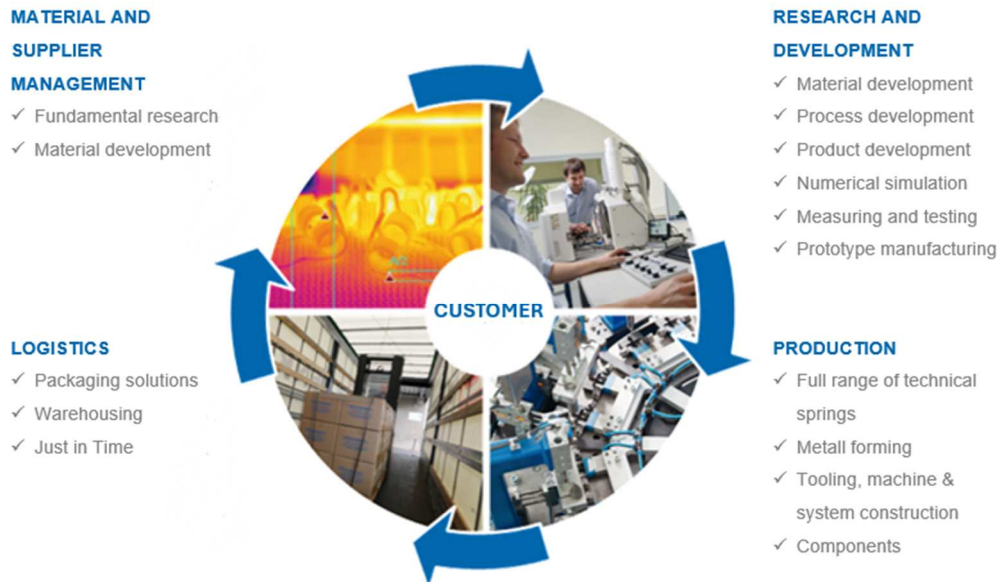 MATERIAL AND
SUPPLIER
MANAGEMENT
✓ Fundamental research
✓ Material development
RESEARCH AND
DEVELOPMENT
✓ Material development
✓ Process development
✓ Product development
✓ Numerical simulation
✓ Measuring and testing
✓ Prototype manufacturing
CUSTOMER
LOGISTICS
✓ Packaging solutions
✓ Warehousing
✓ Just in Time
PRODUCTION
✓ Full range of technical
springs
✓ Metall forming
✓ Tooling, machine &
system construction
✓ Components